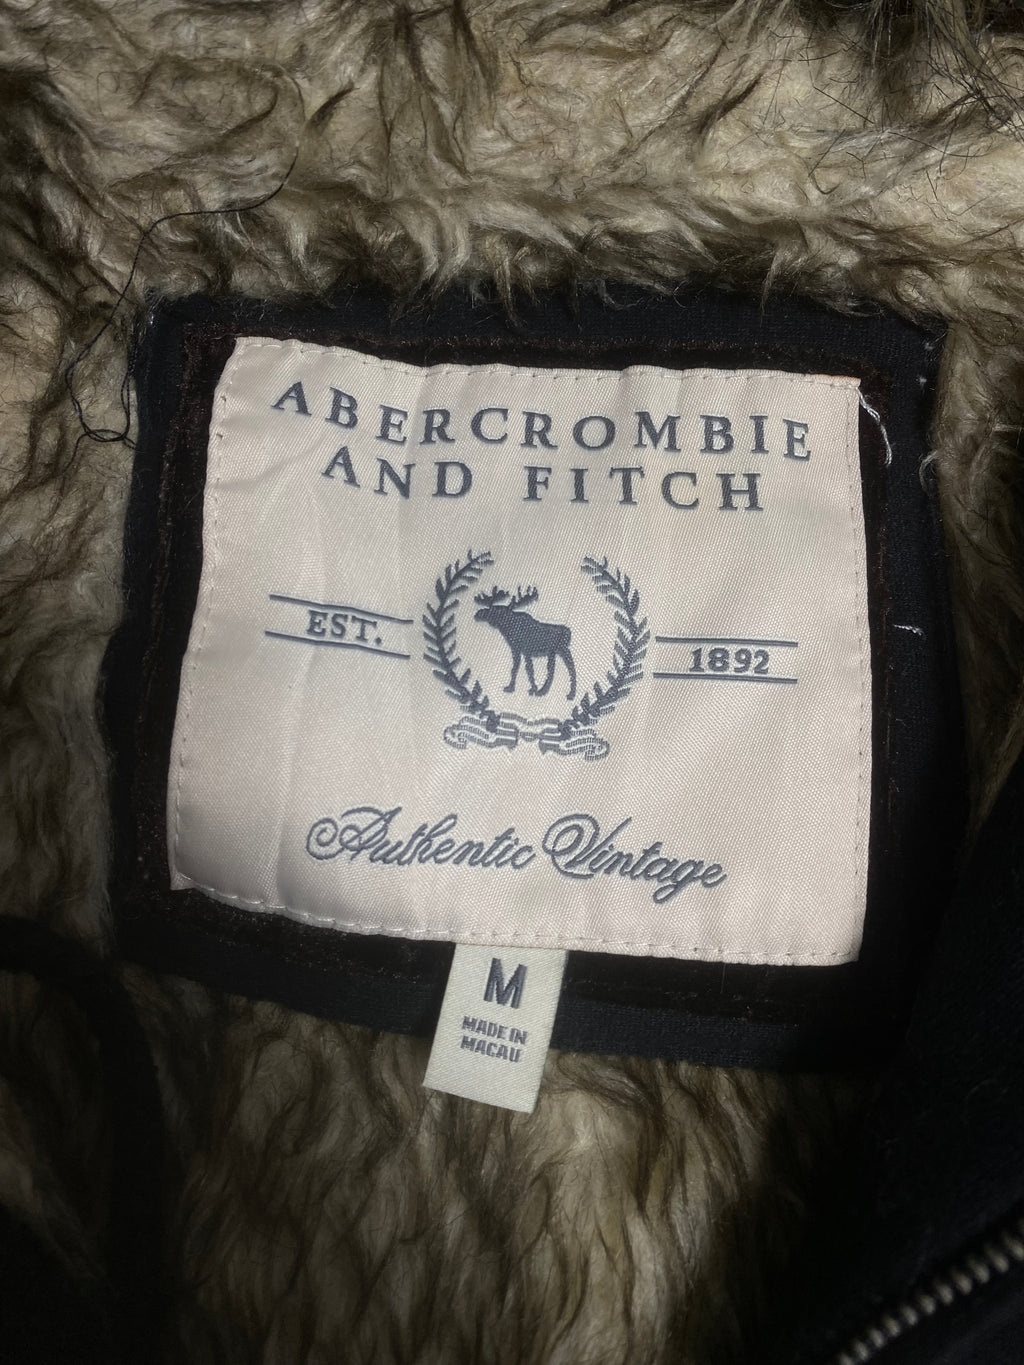 ABERCROMBIE
AND FITCH
EST. 1892
Authentic Vintage
M
MADE IN
MACAU